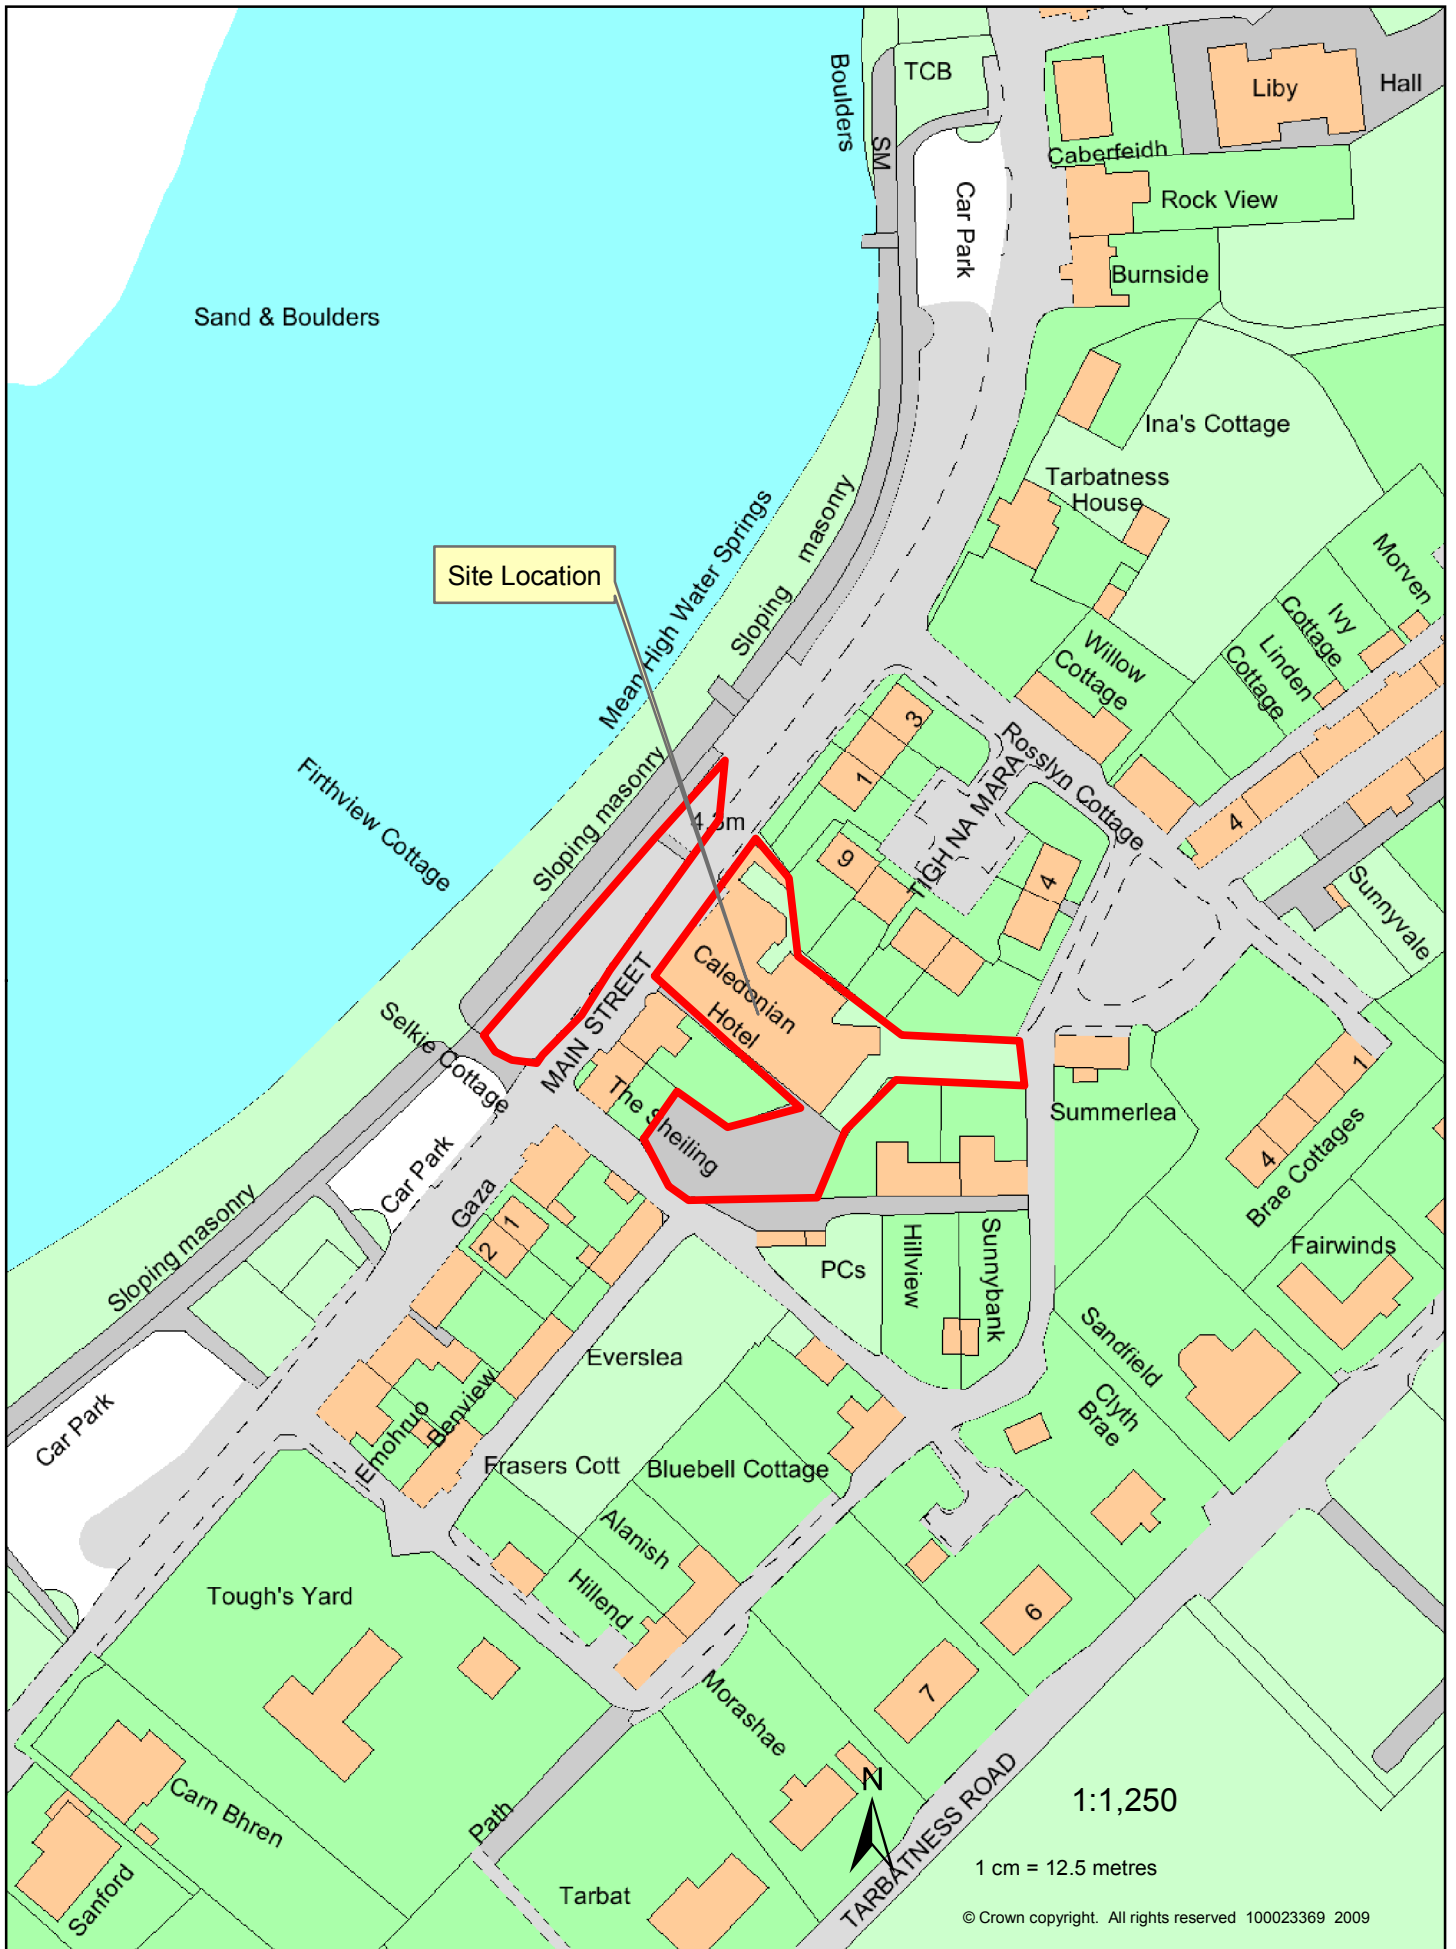 Boulders
TCB
SM
Liby
Hall
Caberfeidh
Car Park
Rock View
Burnside
Sand & Boulders
Ina's Cottage
Tarbatness
House
Morven
Site Location
Mean High Water Springs
Sloping masonry
Ivy
Cottage
Linden
Cottage
Willow
Cottage
3
1
Rosslyn Cottage
TIGH NA MARA
Firthview Cottage
Sloping masonry
4.3m
9
4
4
Sunnyvale
Caledonian
Hotel
MAIN STREET
Selkie Cottage
The Sheiling
Summerlea
1
4
Brae Cottages
Car Park
Gaza
1
2
Sloping masonry
PCs
Hillview
Sunnybank
Fairwinds
Sandfield
Clyth
Brae
Everslea
Car Park
Emohruo
Benview
Frasers Cott
Bluebell Cottage
Alanish
Hillend
Tough's Yard
6
7
Morashae
Carn Bhren
Path
Sanford
Tarbat
N
TARBATNESS ROAD
1:1,250
1 cm = 12.5 metres
© Crown copyright. All rights reserved 100023369 2009